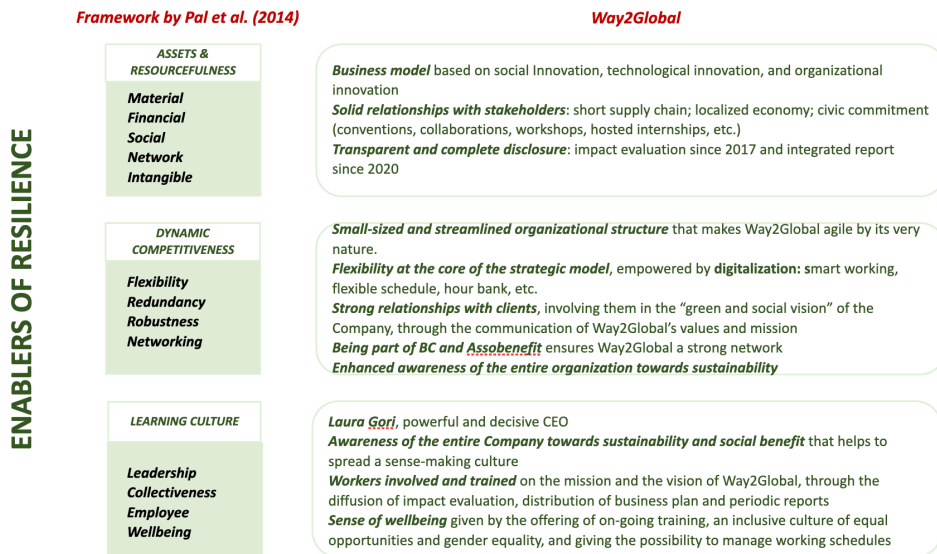 Framework by Pal et al. (2014)
Way2Global
ENABLERS OF RESILIENCE
ASSETS &
RESOURCEFULNESS
Material
Financial
Social
Network
Intangible
Business model based on social Innovation, technological innovation, and organizational
innovation
Solid relationships with stakeholders: short supply chain; localized economy; civic commitment
(conventions, collaborations, workshops, hosted internships, etc.)
Transparent and complete disclosure: impact evaluation since 2017 and integrated report
since 2020
DYNAMIC
COMPETITIVENESS
Flexibility
Redundancy
Robustness
Networking
Small-sized and streamlined organizational structure that makes Way2Global agile by its very
nature.
Flexibility at the core of the strategic model, empowered by digitalization: smart working,
flexible schedule, hour bank, etc.
Strong relationships with clients, involving them in the “green and social vision” of the
Company, through the communication of Way2Global’s values and mission
Being part of BC and Assobenefit ensures Way2Global a strong network
Enhanced awareness of the entire organization towards sustainability
LEARNING CULTURE
Leadership
Collectiveness
Employee
Wellbeing
Laura Gori, powerful and decisive CEO
Awareness of the entire Company towards sustainability and social benefit that helps to
spread a sense-making culture
Workers involved and trained on the mission and the vision of Way2Global, through the
diffusion of impact evaluation, distribution of business plan and periodic reports
Sense of wellbeing given by the offering of on-going training, an inclusive culture of equal
opportunities and gender equality, and giving the possibility to manage working schedules